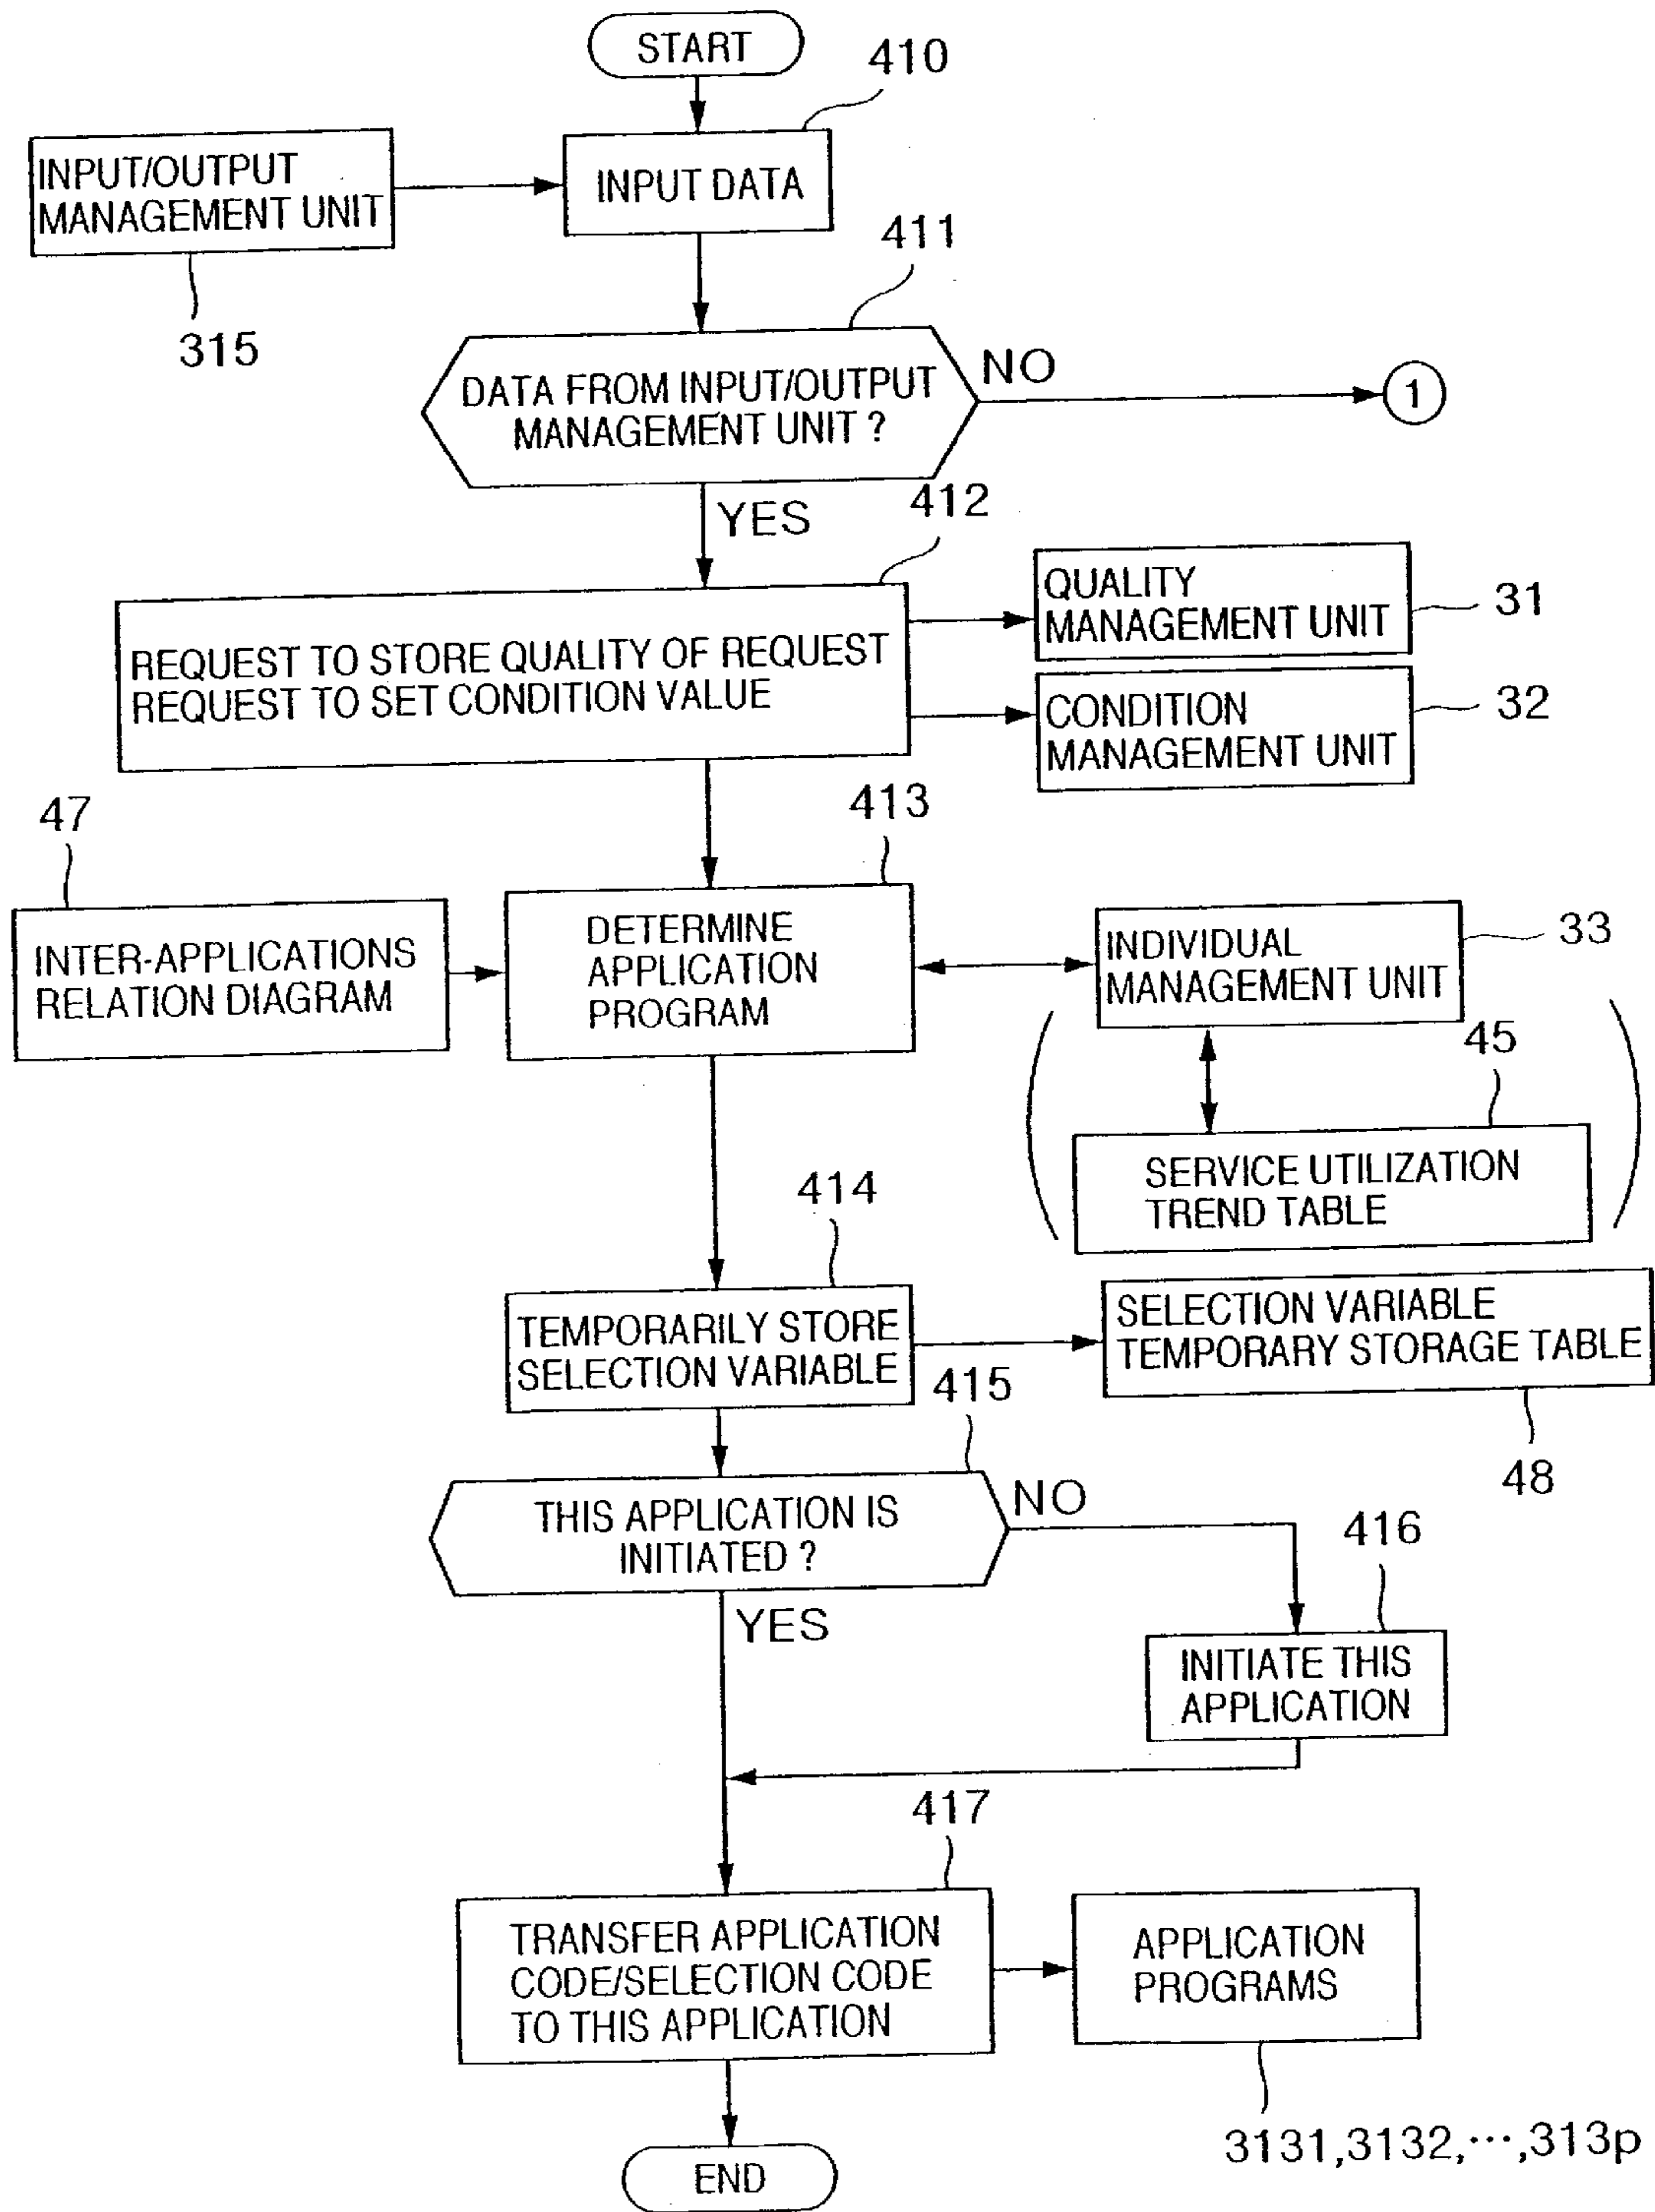 START
410
INPUT/OUTPUT
MANAGEMENT UNIT
INPUT DATA
315
411
DATA FROM INPUT/OUTPUT
MANAGEMENT UNIT ?
NO
1
YES
412
REQUEST TO STORE QUALITY OF REQUEST
REQUEST TO SET CONDITION VALUE
QUALITY
MANAGEMENT UNIT
31
CONDITION
MANAGEMENT UNIT
32
47
413
INTER-APPLICATIONS
RELATION DIAGRAM
DETERMINE
APPLICATION
PROGRAM
INDIVIDUAL
MANAGEMENT UNIT
33
45
SERVICE UTILIZATION
TREND TABLE
414
TEMPORARILY STORE
SELECTION VARIABLE
SELECTION VARIABLE
TEMPORARY STORAGE TABLE
48
415
THIS APPLICATION IS
INITIATED ?
NO
416
YES
INITIATE THIS
APPLICATION
417
TRANSFER APPLICATION
CODE/SELECTION CODE
TO THIS APPLICATION
APPLICATION
PROGRAMS
3131,3132,···,313p
END